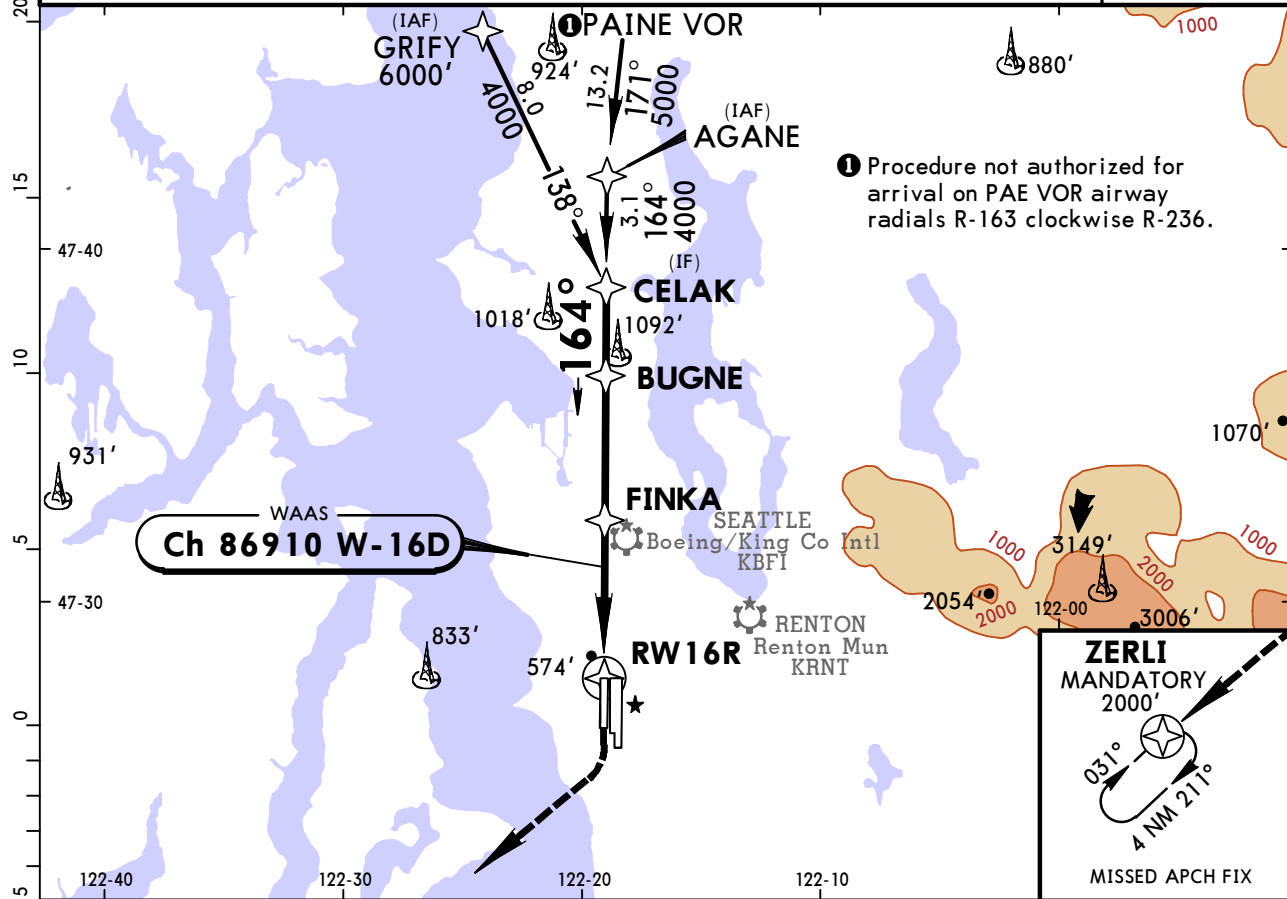 20
(IAF)
GRIFY
6000'
❶PAINE VOR
924'
13.2
171°
5000
8.0
4000
138°
(IAF)
AGANE
3.1
164°
4000
880'
1000
❶ Procedure not authorized for
arrival on PAE VOR airway
radials R-163 clockwise R-236.
15
47-40
(IF)
CELAK
164°
1018'
1092'
10
BUGNE
1070'
931'
FINKA
WAAS
Ch 86910 W-16D
SEATTLE
Boeing/King Co Intl
KBFI
5
1000
3149'
2000
1000
47-30
2054'
2000
122-00
3006'
833'
574'
RW16R
RENTON
Renton Mun
KRNT
0
ZERLI
MANDATORY
2000'
031°
4 NM 211°
MISSED APCH FIX
5
122-40
122-30
122-20
122-10